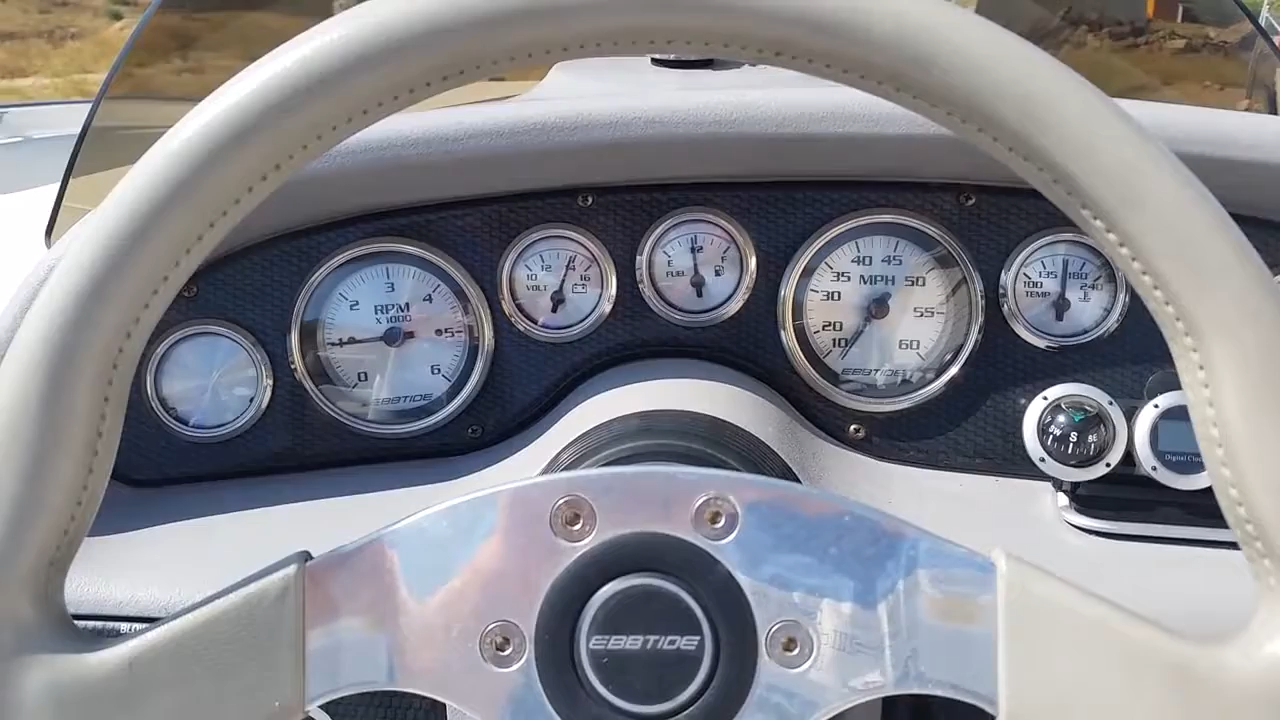 0 1 2 3 4 5 6
RPM
X 1000
EBBTIDE
10 12 14 16
VOLT
E 1/2 F
FUEL
10 20 30 35 40 45 50 55 60
MPH
EBBTIDE
100 135 180 240
TEMP
SW S SE
Digital Cloc
BLO
EBBTIDE